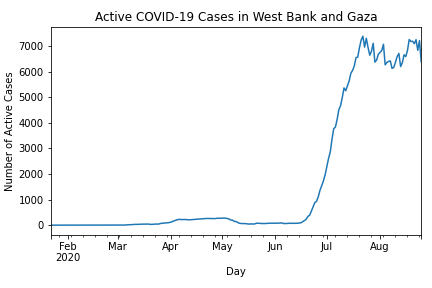 Active COVID-19 Cases in West Bank and Gaza
Number of Active Cases
7000
6000
5000
4000
3000
2000
1000
0
Feb Mar Apr May Jun Jul Aug
2020
Day